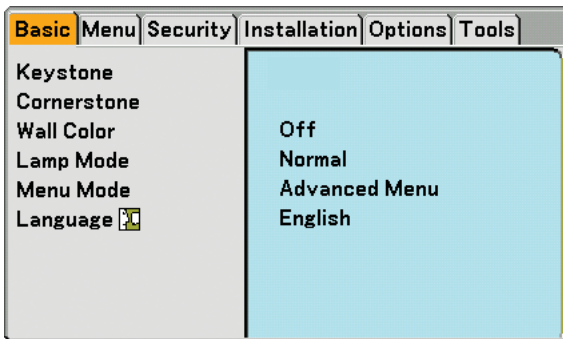 Basic Menu Security Installation Options Tools
Keystone
Cornerstone
Wall Color Off
Lamp Mode Normal
Menu Mode Advanced Menu
Language English